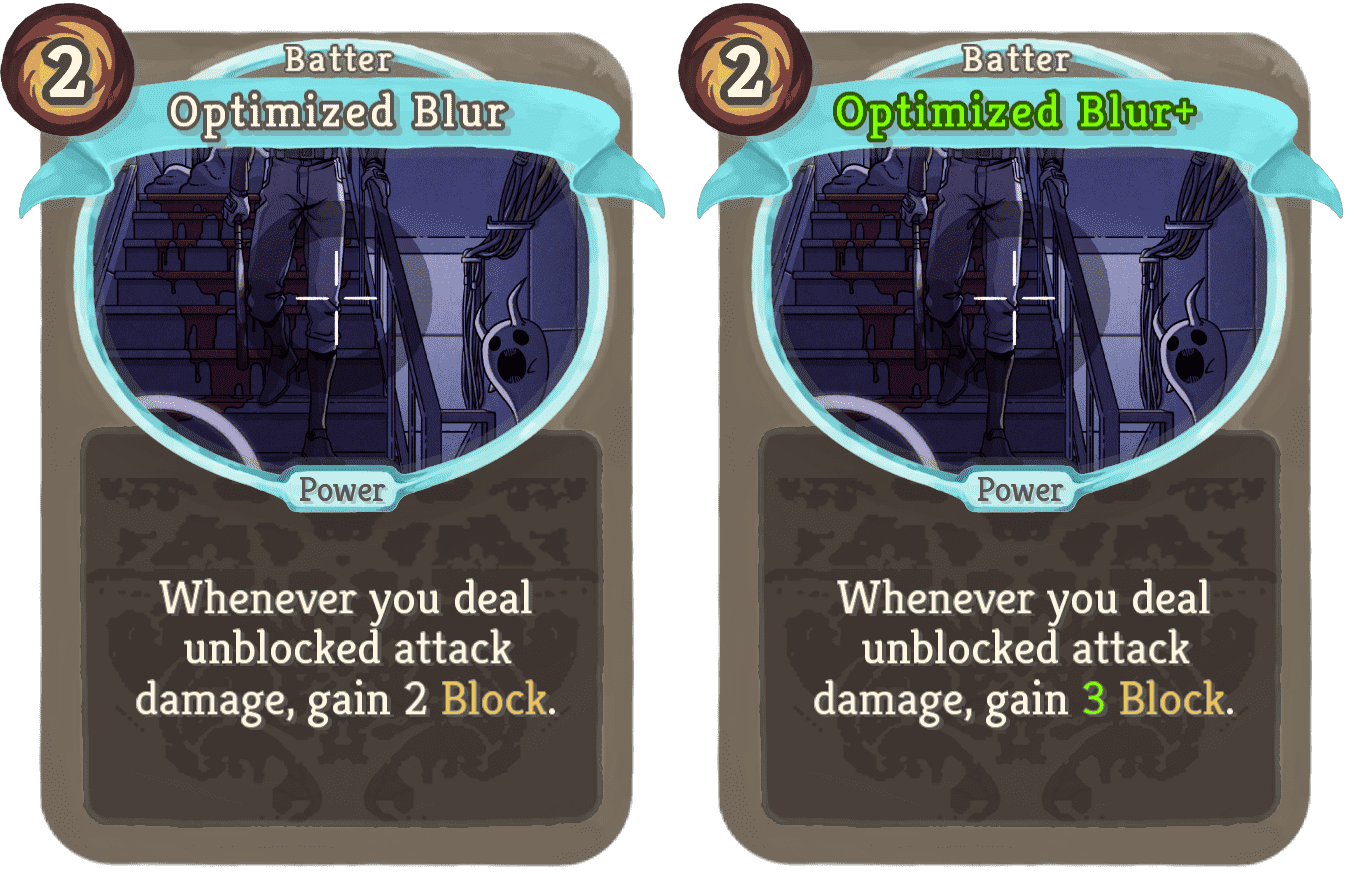 2
Batter
Optimized Blur
Power
Whenever you deal
unblocked attack
damage, gain 2 Block.
2
Batter
Optimized Blur+
Power
Whenever you deal
unblocked attack
damage, gain 3 Block.